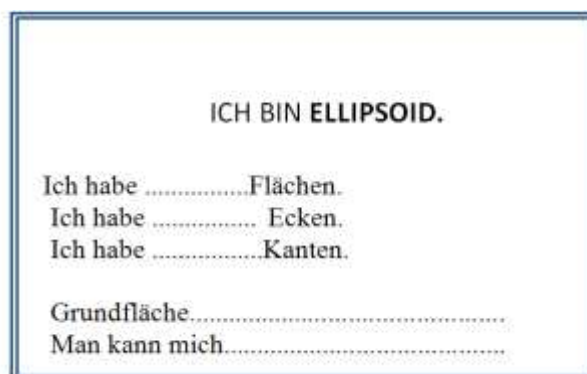 ICH BIN ELLIPSOID.
Ich habe ................Flächen.
Ich habe ................ Ecken.
Ich habe .................Kanten.
Grundfläche................................................
Man kann mich...........................................